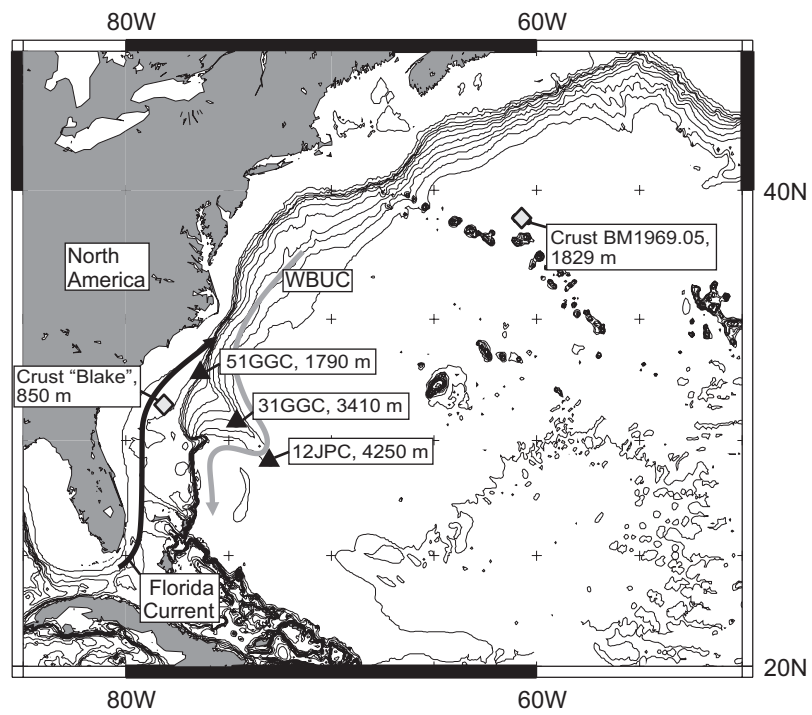 80W
60W
40N
Crust BM1969.05,
1829 m
North
America
WBUC
51GGC, 1790 m
Crust “Blake”,
850 m
31GGC, 3410 m
12JPC, 4250 m
Florida
Current
20N
80W
60W